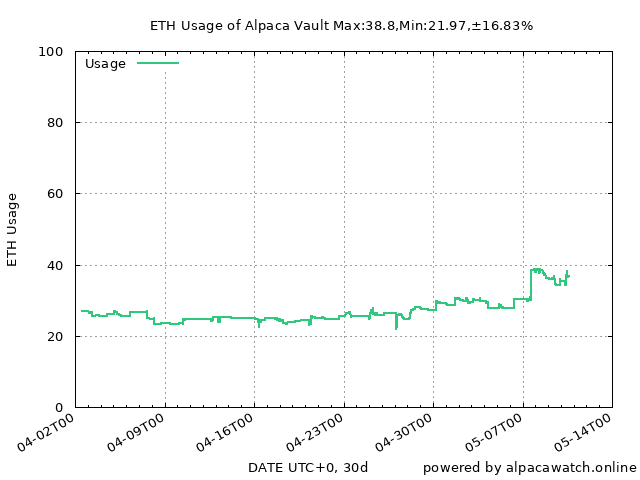 ETH Usage of Alpaca Vault Max:38.8,Min:21.97,±16.83%
Usage
100
80
60
40
20
0
ETH Usage
04-02T00
04-09T00
04-16T00
04-23T00
04-30T00
05-07T00
05-14T00
DATE UTC+0, 30d
powered by alpacawatch.online